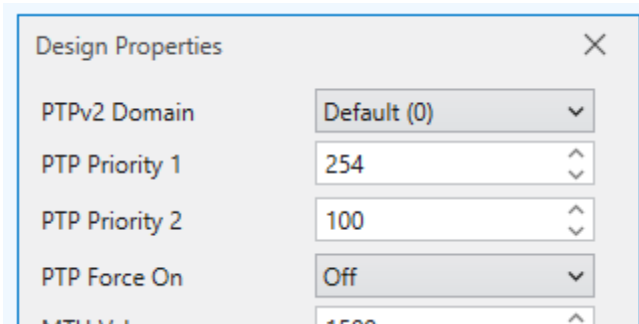 Design Properties
PTPv2 Domain Default (0)
PTP Priority 1 254
PTP Priority 2 100
PTP Force On Off